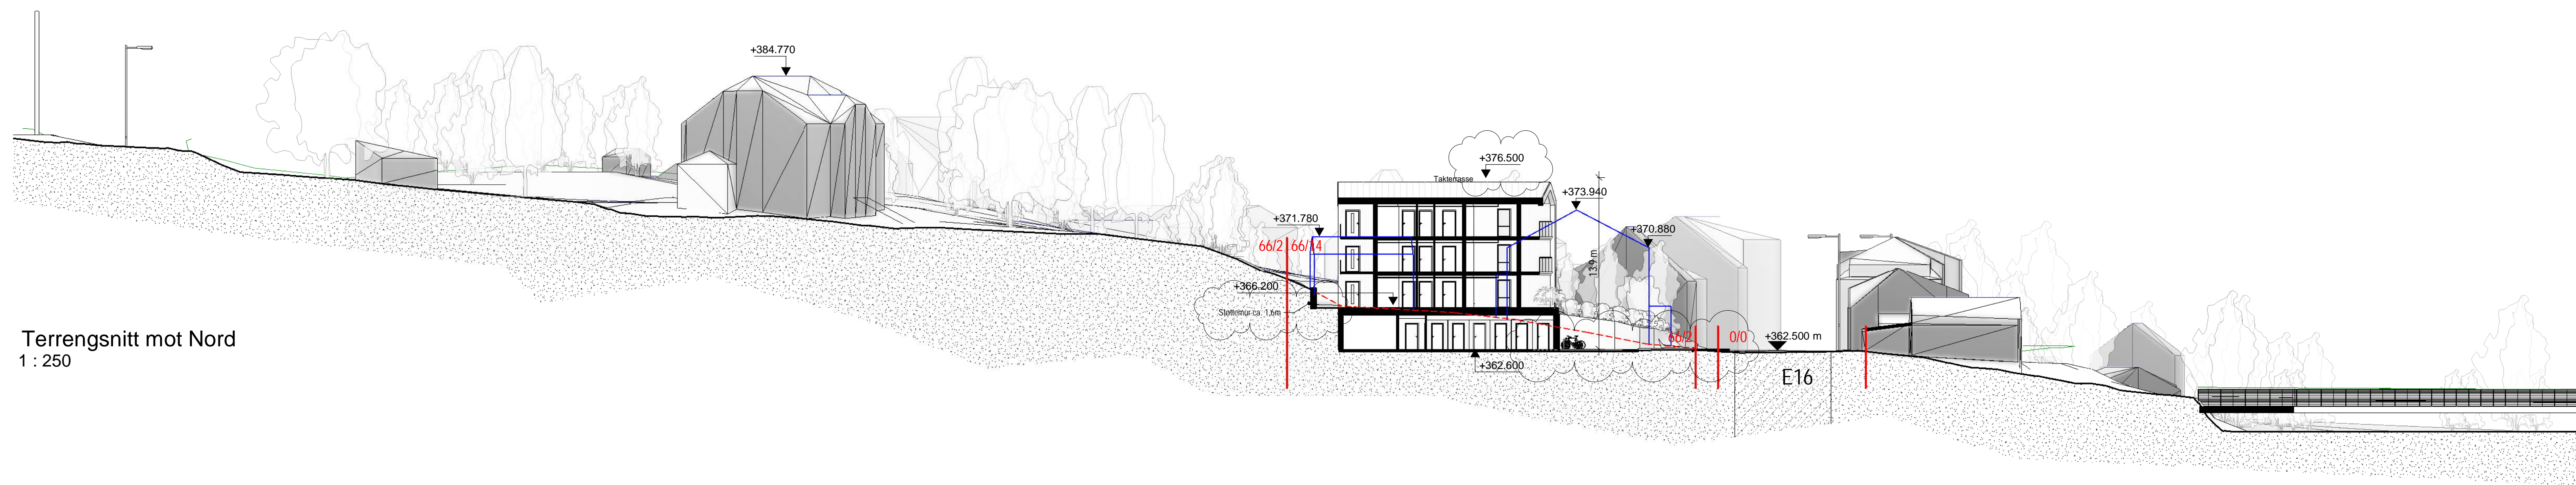 +384.770
+376.500
Takterrasse
+373.940
+371.780
+370.880
66/2 66/14
13.9 m
+366.200
Støttemur ca. 1,6m
Terrengsnitt mot Nord
1 : 250
66/2
0/0
+362.500 m
+362.600
E16